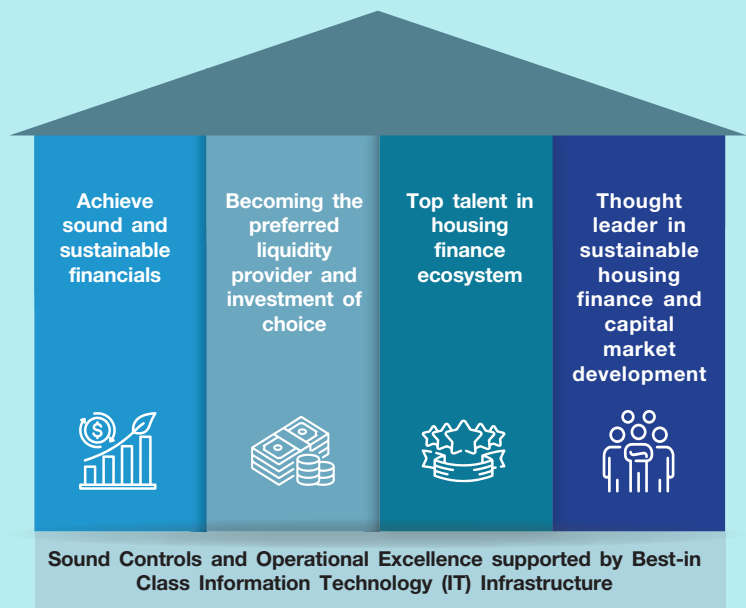 Achieve
sound and
sustainable
financials
Becoming the
preferred
liquidity
provider and
investment of
choice
Top talent in
housing
finance
ecosystem
Thought
leader in
sustainable
housing
finance and
capital
market
development
$
Sound Controls and Operational Excellence supported by Best-in
Class Information Technology (IT) Infrastructure